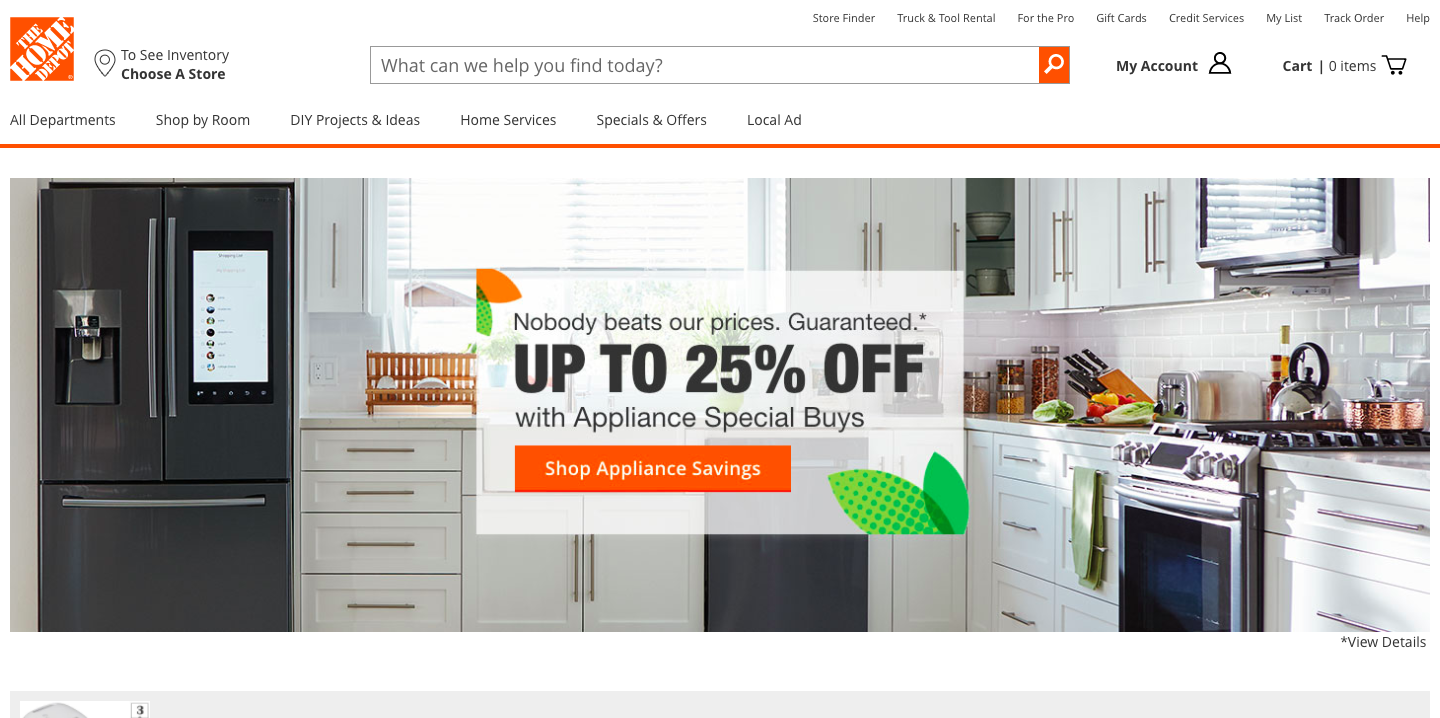 Store Finder Truck & Tool Rental For the Pro Gift Cards Credit Services My List Track Order Help
THE HOME DEPOT
To See Inventory
Choose A Store
What can we help you find today?
My Account
Cart | 0 items
All Departments Shop by Room DIY Projects & Ideas Home Services Specials & Offers Local Ad
Shopping List
Nobody beats our prices. Guaranteed.*
UP TO 25% OFF
with Appliance Special Buys
Shop Appliance Savings
*View Details
3